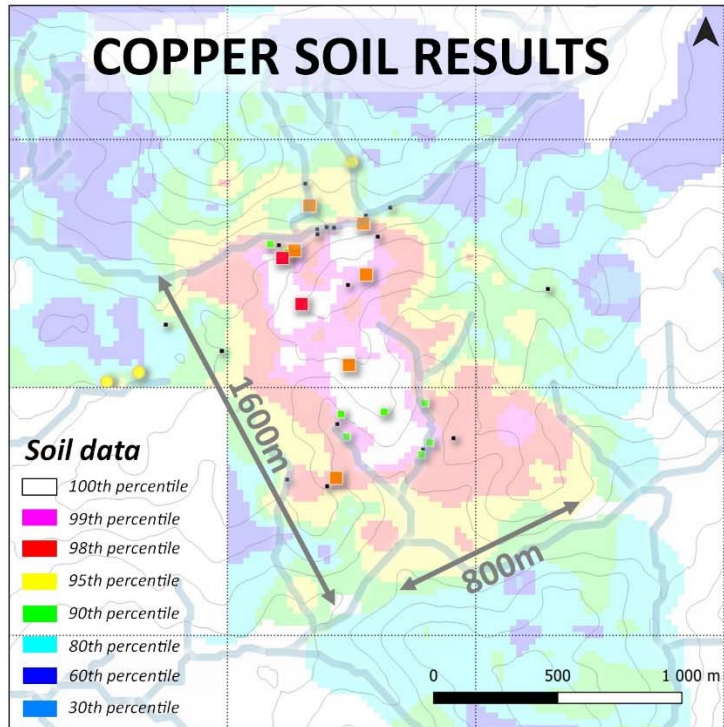 COPPER SOIL RESULTS
1600m
800m
Soil data
100th percentile
99th percentile
98th percentile
95th percentile
90th percentile
80th percentile
60th percentile
30th percentile
0 500 1 000 m